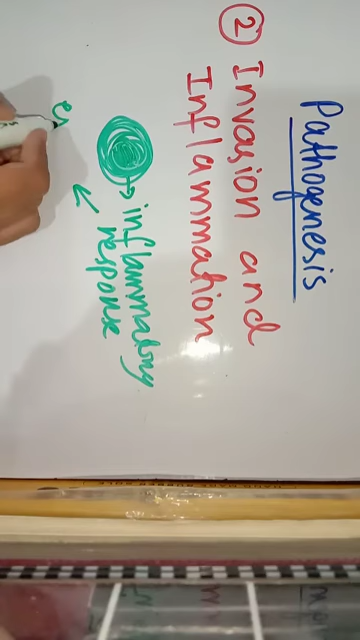 Pathogenesis
② Invasion and
Inflammation
inflammatory
response